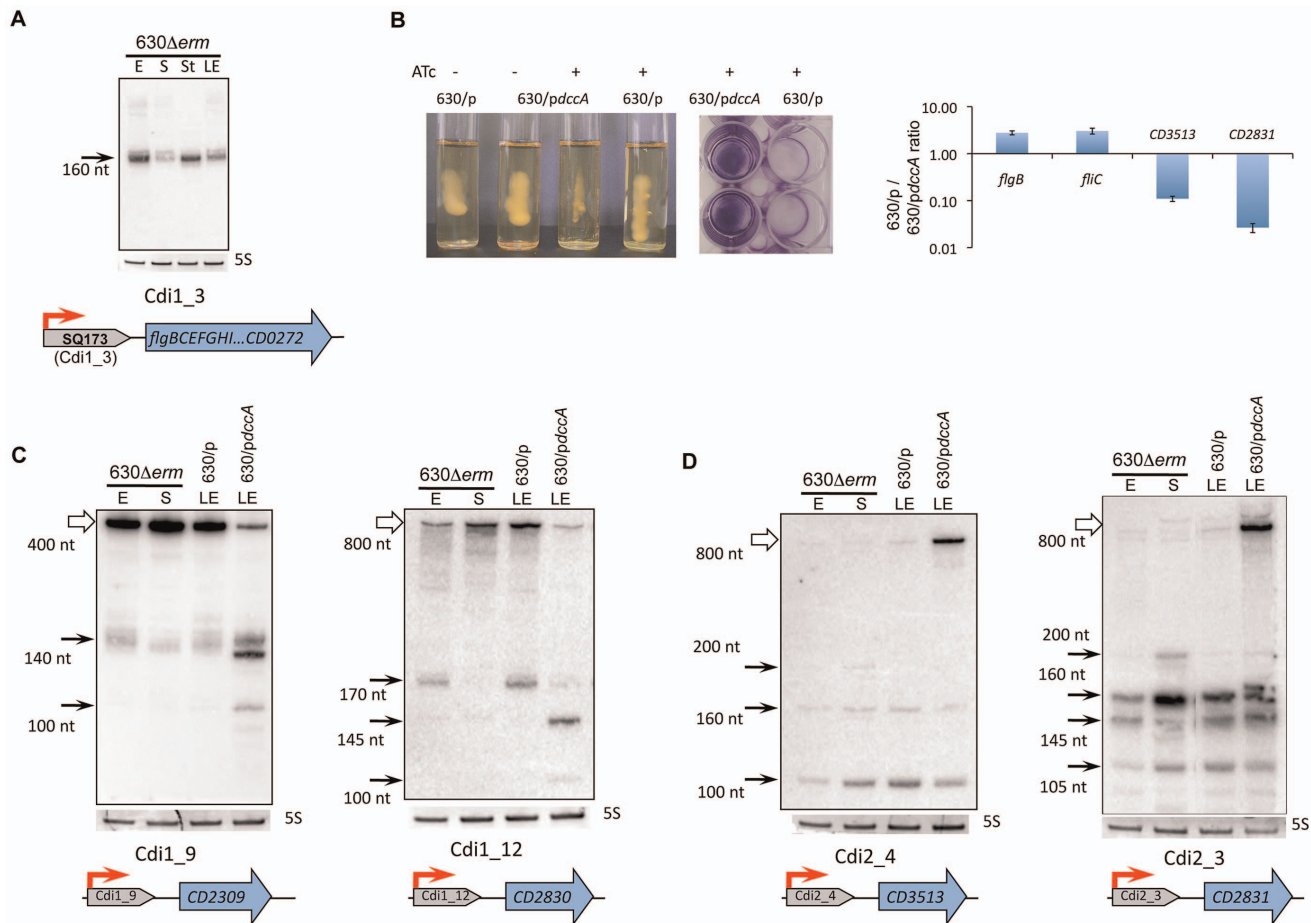 A
630Δerm
E S St LE
160 nt
5S
Cdi1_3
SQ173
(Cdi1_3)
flgBCEFGHI...CD0272
B
ATc - - + + + +
630/p 630/pdccA 630/p 630/pdccA 630/p
630/p /
630/pdccA ratio
10.00
1.00
0.10
0.01
flgB
fliC
CD3513
CD2831
C
630Δerm
630/p
630/pdccA
E S LE LE
400 nt
140 nt
100 nt
5S
Cdi1_9
Cdi1_9
CD2309
630Δerm
630/p
630/pdccA
E S LE LE
800 nt
170 nt
145 nt
100 nt
5S
Cdi1_12
Cdi1_12
CD2830
D
630Δerm
630/p
630/pdccA
E S LE LE
800 nt
200 nt
160 nt
100 nt
5S
Cdi2_4
Cdi2_4
CD3513
630Δerm
630/p
630/pdccA
E S LE LE
800 nt
200 nt
160 nt
145 nt
105 nt
5S
Cdi2_3
Cdi2_3
CD2831